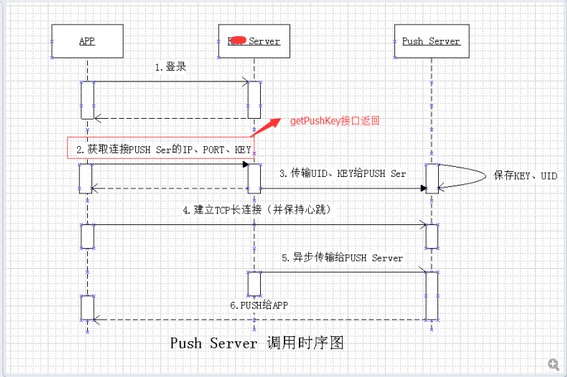 APP
Server
Push Server
1.登录
getPushKey接口返回
2.获取连接PUSH Ser的IP、PORT、KEY
3.传输UID、KEY给PUSH Ser
保存KEY、UID
4.建立TCP长连接（并保持心跳）
5.异步传输给PUSH Server
6.PUSH给APP
Push Server 调用时序图